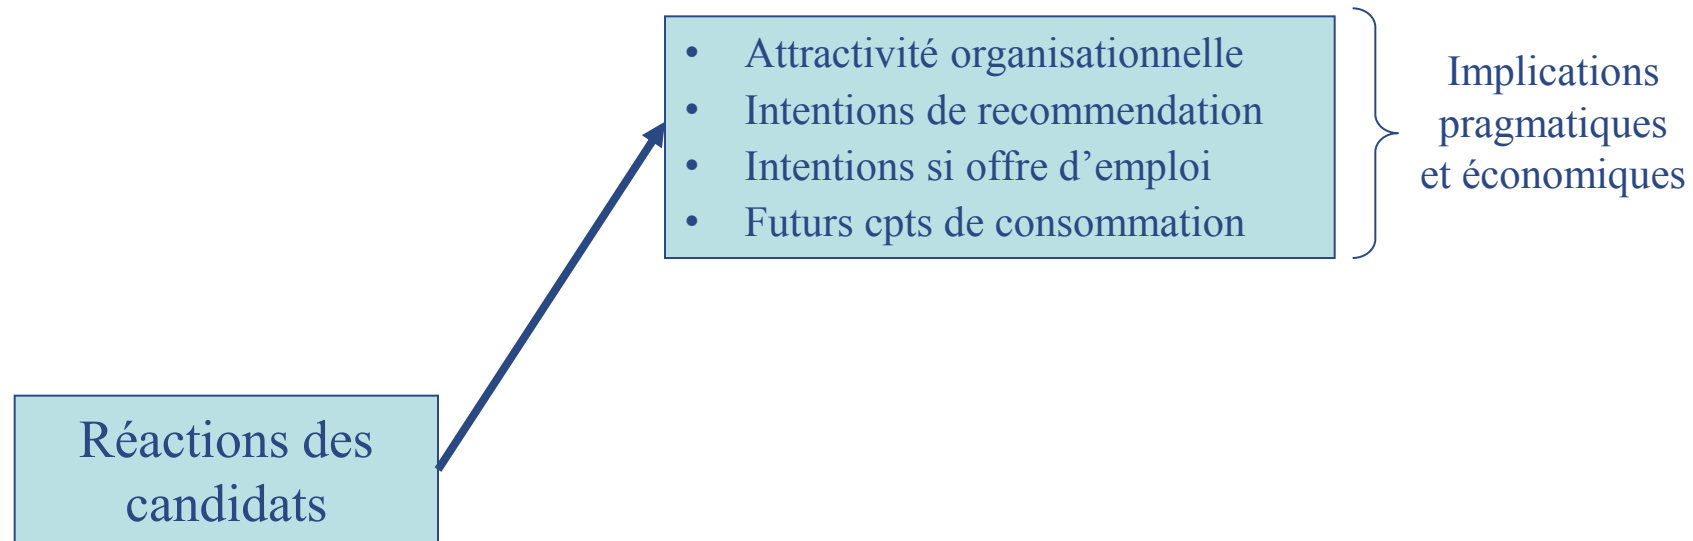 • Attractivité organisationnelle
• Intentions de recommendation
• Intentions si offre d’emploi
• Futurs cpts de consommation
Implications
pragmatiques
et économiques
Réactions des
candidats